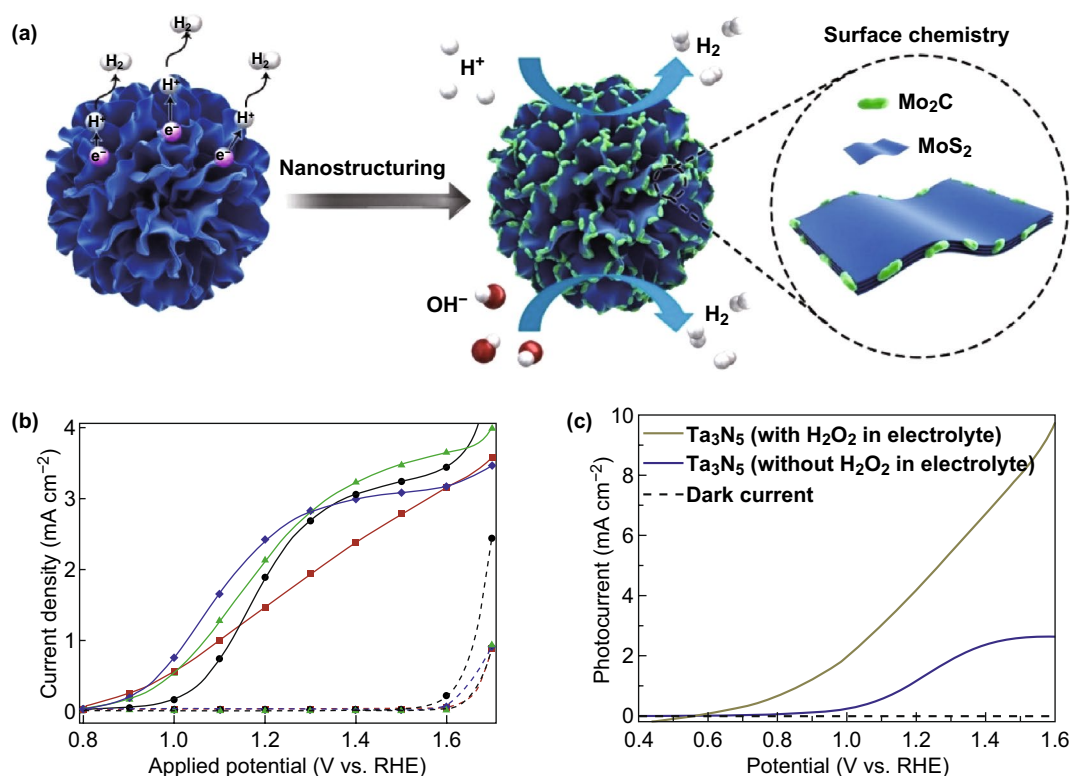 (a)
H₂
H₂
H₂
H⁺
H⁺
H⁺
e⁻
e⁻
e⁻
Nanostructuring
H⁺
H₂
OH⁻
H₂
Surface chemistry
Mo₂C
MoS₂
(b)
Current density (mA cm⁻²)
4
3
2
1
0
0.8
1.0
1.2
1.4
1.6
Applied potential (V vs. RHE)
(c)
Photocurrent (mA cm⁻²)
10
8
6
4
2
0
Ta₃N₅ (with H₂O₂ in electrolyte)
Ta₃N₅ (without H₂O₂ in electrolyte)
Dark current
0.4
0.6
0.8
1.0
1.2
1.4
1.6
Potential (V vs. RHE)